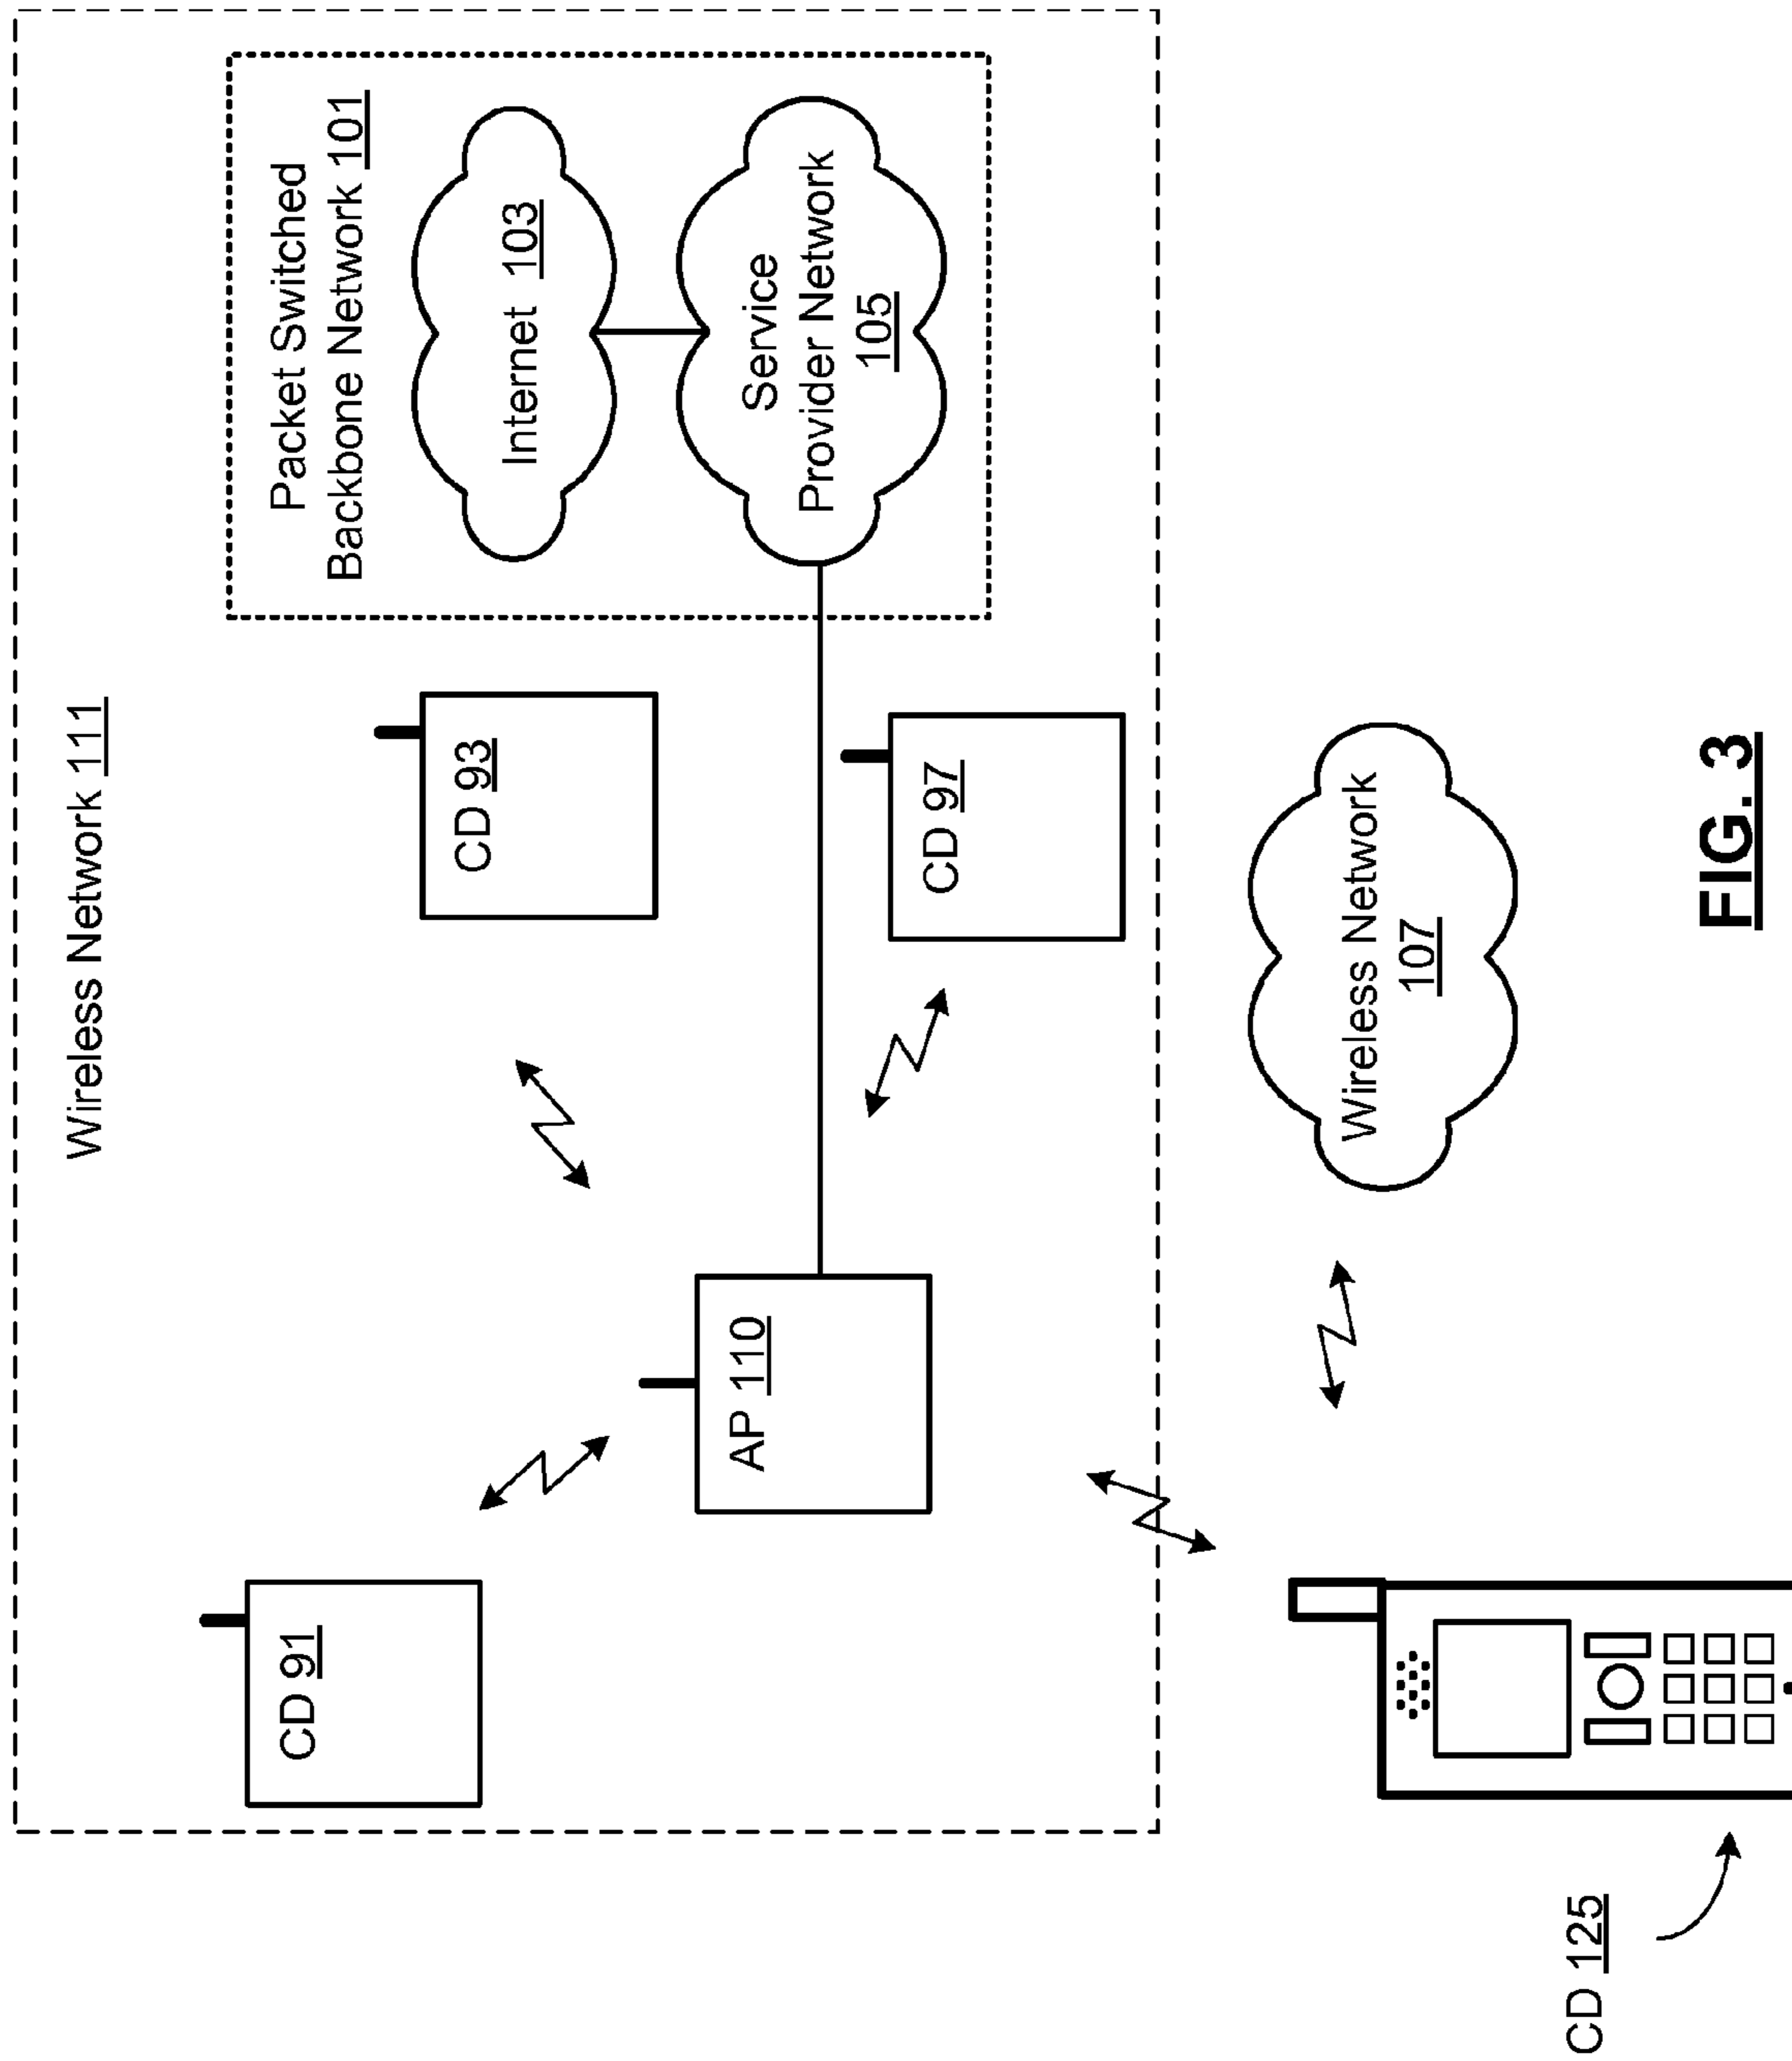 Wireless Network 111
Packet Switched
Backbone Network 101
Internet 103
Service
Provider Network
105
CD 91
CD 93
AP 110
CD 97
Wireless Network
107
CD 125
FIG. 3